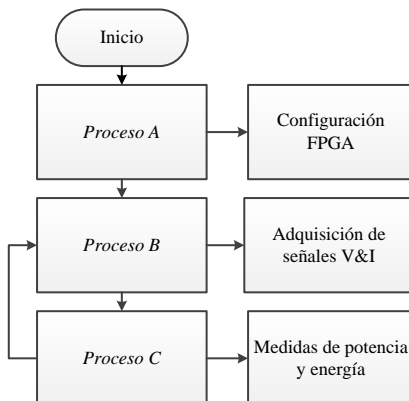 Inicio
Proceso A
Configuración
FPGA
Proceso B
Adquisición de
señales V&I
Proceso C
Medidas de potencia
y energía